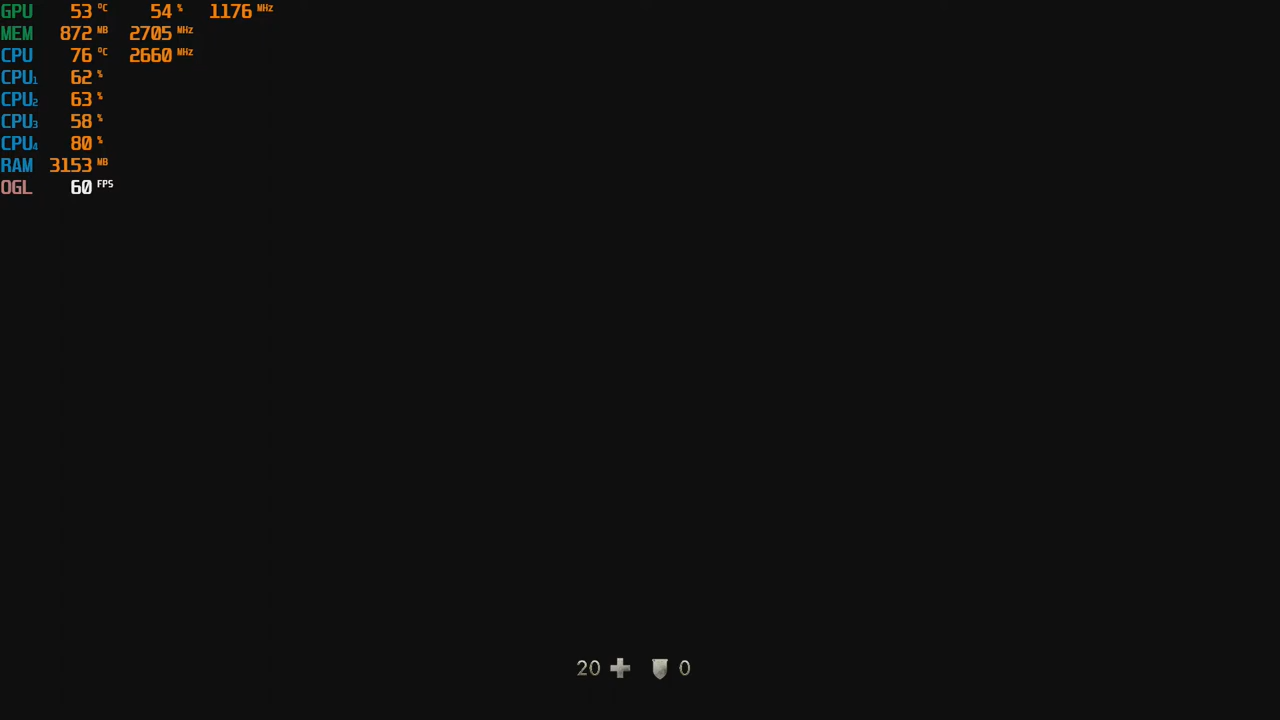 GPU 53 °C 54 % 1176 MHz
MEM 872 MB 2705 MHz
CPU 76 °C 2660 MHz
CPU1 62 %
CPU2 63 %
CPU3 58 %
CPU4 80 %
RAM 3153 MB
OGL 60 FPS
20 0